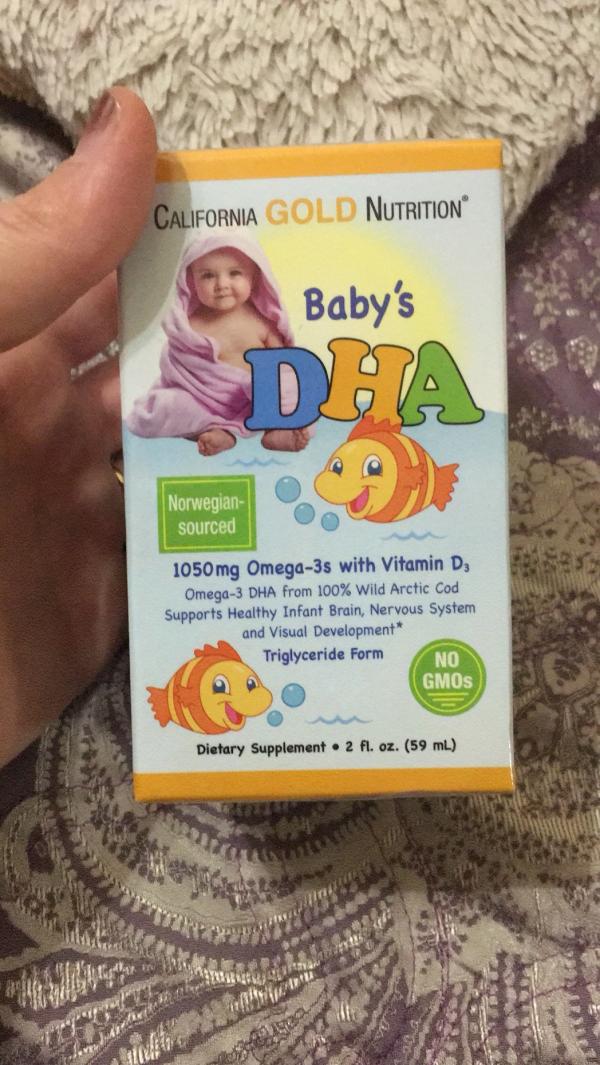 CALIFORNIA GOLD NUTRITION®
Baby's
DHA
Norwegian-
sourced
1050mg Omega-3s with Vitamin D₃
Omega-3 DHA from 100% Wild Arctic Cod
Supports Healthy Infant Brain, Nervous System
and Visual Development*
Triglyceride Form
NO
GMOs
Dietary Supplement • 2 fl. oz. (59 mL)